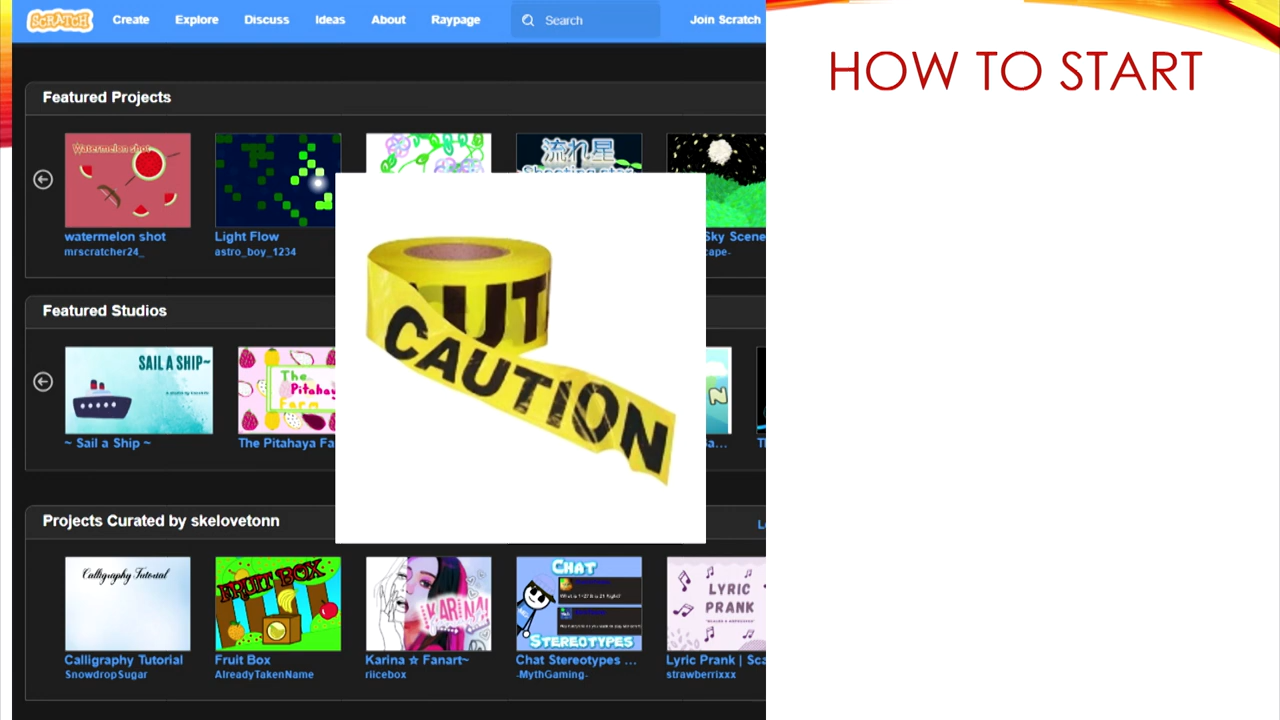 SCRATCH
Create Explore Discuss Ideas About Raypage Search Join Scratch
HOW TO START
Featured Projects
Watermelon shot
流れ星
watermelon shot
mrscratcher24_
Light Flow
astro_boy_1234
Sky Scene
Featured Studios
SAIL A SHIP~
The
Pitahay
~ Sail a Ship ~
The Pitahaya Fa
CAUTION
Projects Curated by skelovetonn
Calligraphy Tutorial
FRUIT BOX
KARINA!
CHAT
STEREOTYPES
LYRIC
PRANK
Calligraphy Tutorial
SnowdropSugar
Fruit Box
AlreadyTakenName
Karina ☆ Fanart~
riicebox
Chat Stereotypes ...
-MythGaming-
Lyric Prank | Sca
strawberrixxx